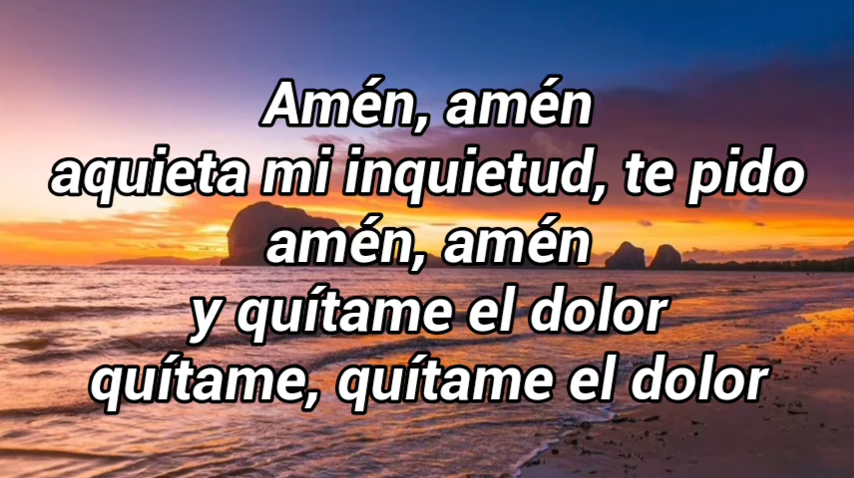 Amén, amén
aquieta mi inquietud, te pido
amén, amén
y quítame el dolor
quítame, quítame el dolor